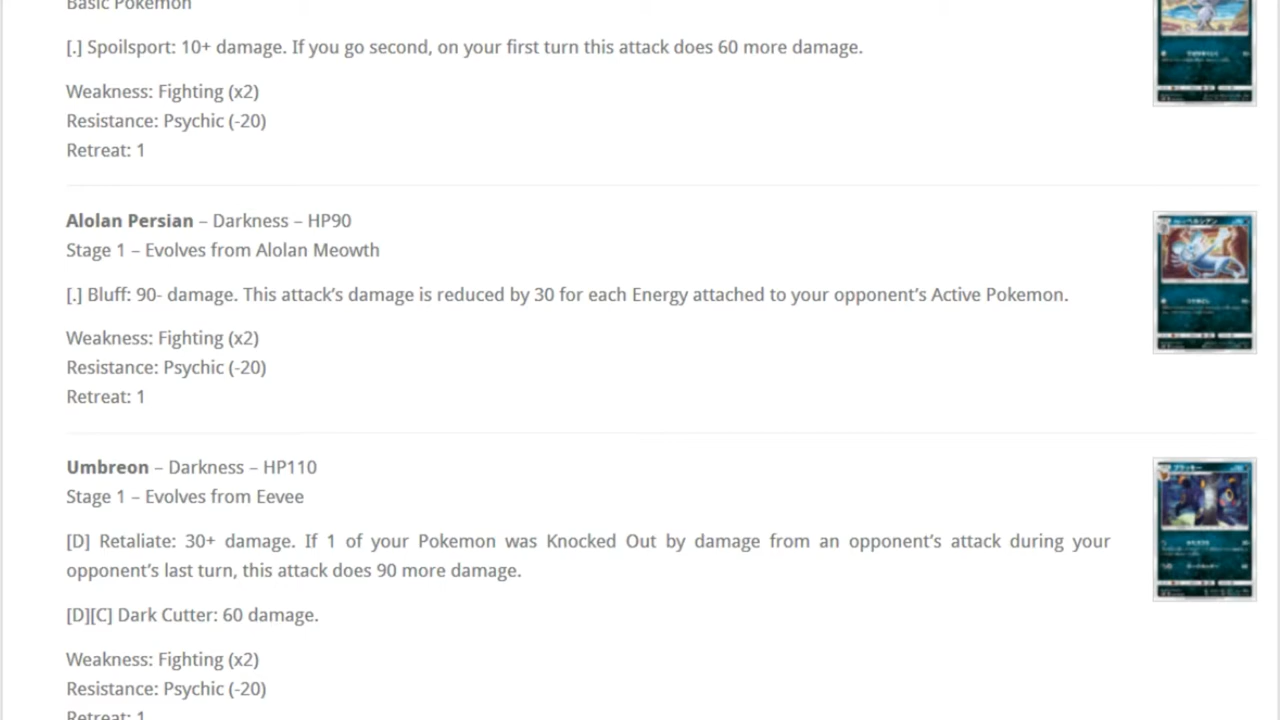 Basic Pokemon
[.] Spoilsport: 10+ damage. If you go second, on your first turn this attack does 60 more damage.
Weakness: Fighting (x2)
Resistance: Psychic (-20)
Retreat: 1
Alolan Persian – Darkness – HP90
Stage 1 – Evolves from Alolan Meowth
[.] Bluff: 90- damage. This attack’s damage is reduced by 30 for each Energy attached to your opponent’s Active Pokemon.
Weakness: Fighting (x2)
Resistance: Psychic (-20)
Retreat: 1
Umbreon – Darkness – HP110
Stage 1 – Evolves from Eevee
[D] Retaliate: 30+ damage. If 1 of your Pokemon was Knocked Out by damage from an opponent’s attack during your
opponent’s last turn, this attack does 90 more damage.
[D][C] Dark Cutter: 60 damage.
Weakness: Fighting (x2)
Resistance: Psychic (-20)
Retreat: 1